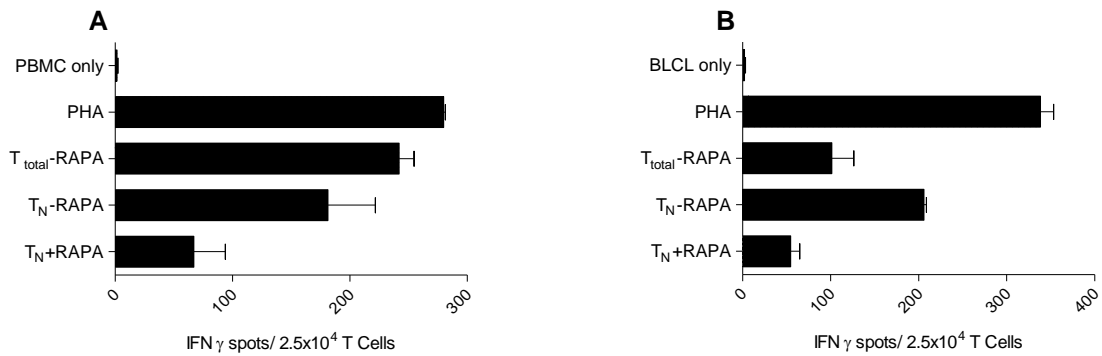 A
PBMC only
PHA
T total-RAPA
TN-RAPA
TN+RAPA
0
100
200
300
IFN γ spots/ 2.5x10⁴ T Cells
B
BLCL only
PHA
Ttotal-RAPA
TN-RAPA
TN+RAPA
0
100
200
300
400
IFN γ spots/ 2.5x10⁴ T Cells